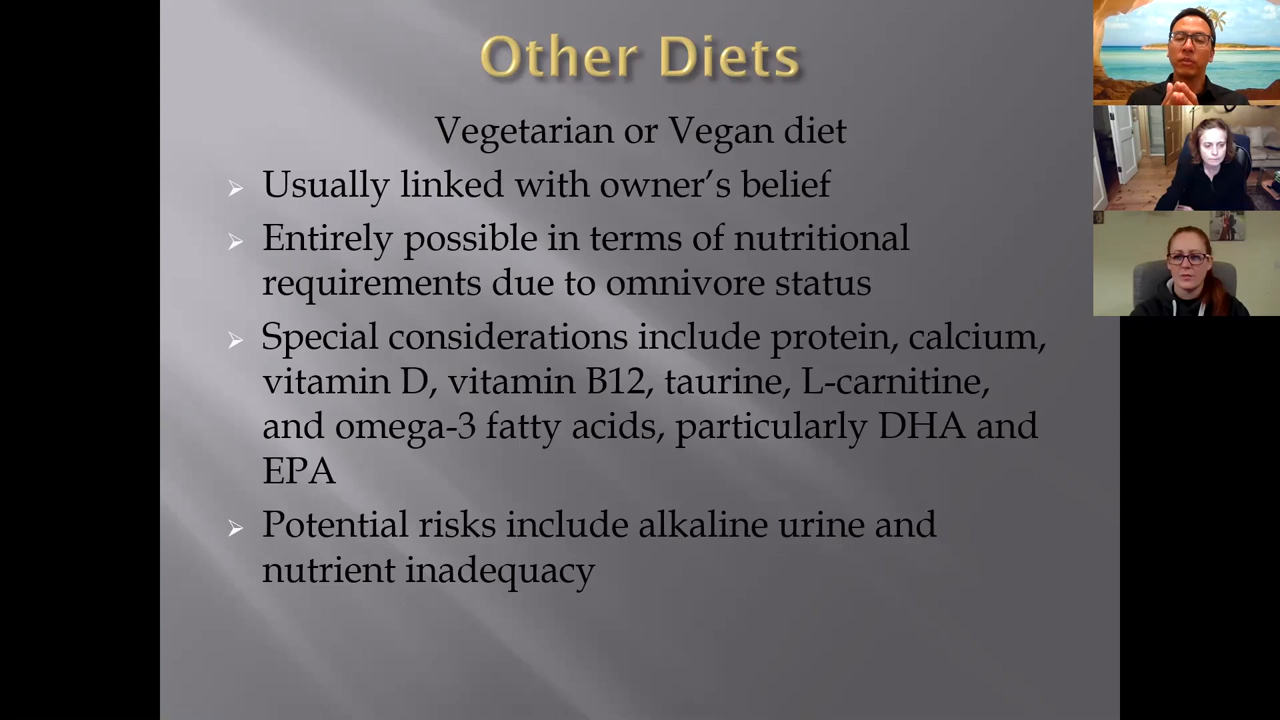 Other Diets
Vegetarian or Vegan diet
Usually linked with owner’s belief
Entirely possible in terms of nutritional
requirements due to omnivore status
Special considerations include protein, calcium,
vitamin D, vitamin B12, taurine, L-carnitine,
and omega-3 fatty acids, particularly DHA and
EPA
Potential risks include alkaline urine and
nutrient inadequacy